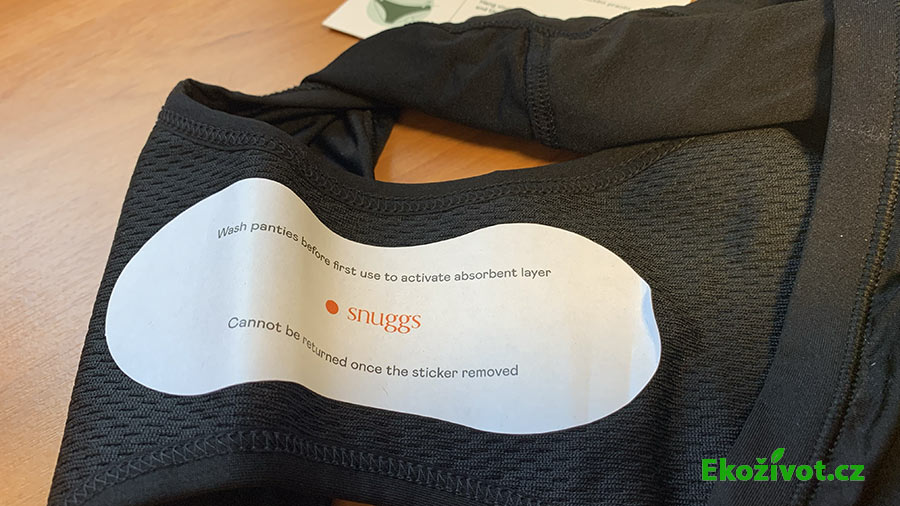 Wash panties before first use to activate absorbent layer
snuggs
Cannot be returned once the sticker removed
Ekoživot.cz